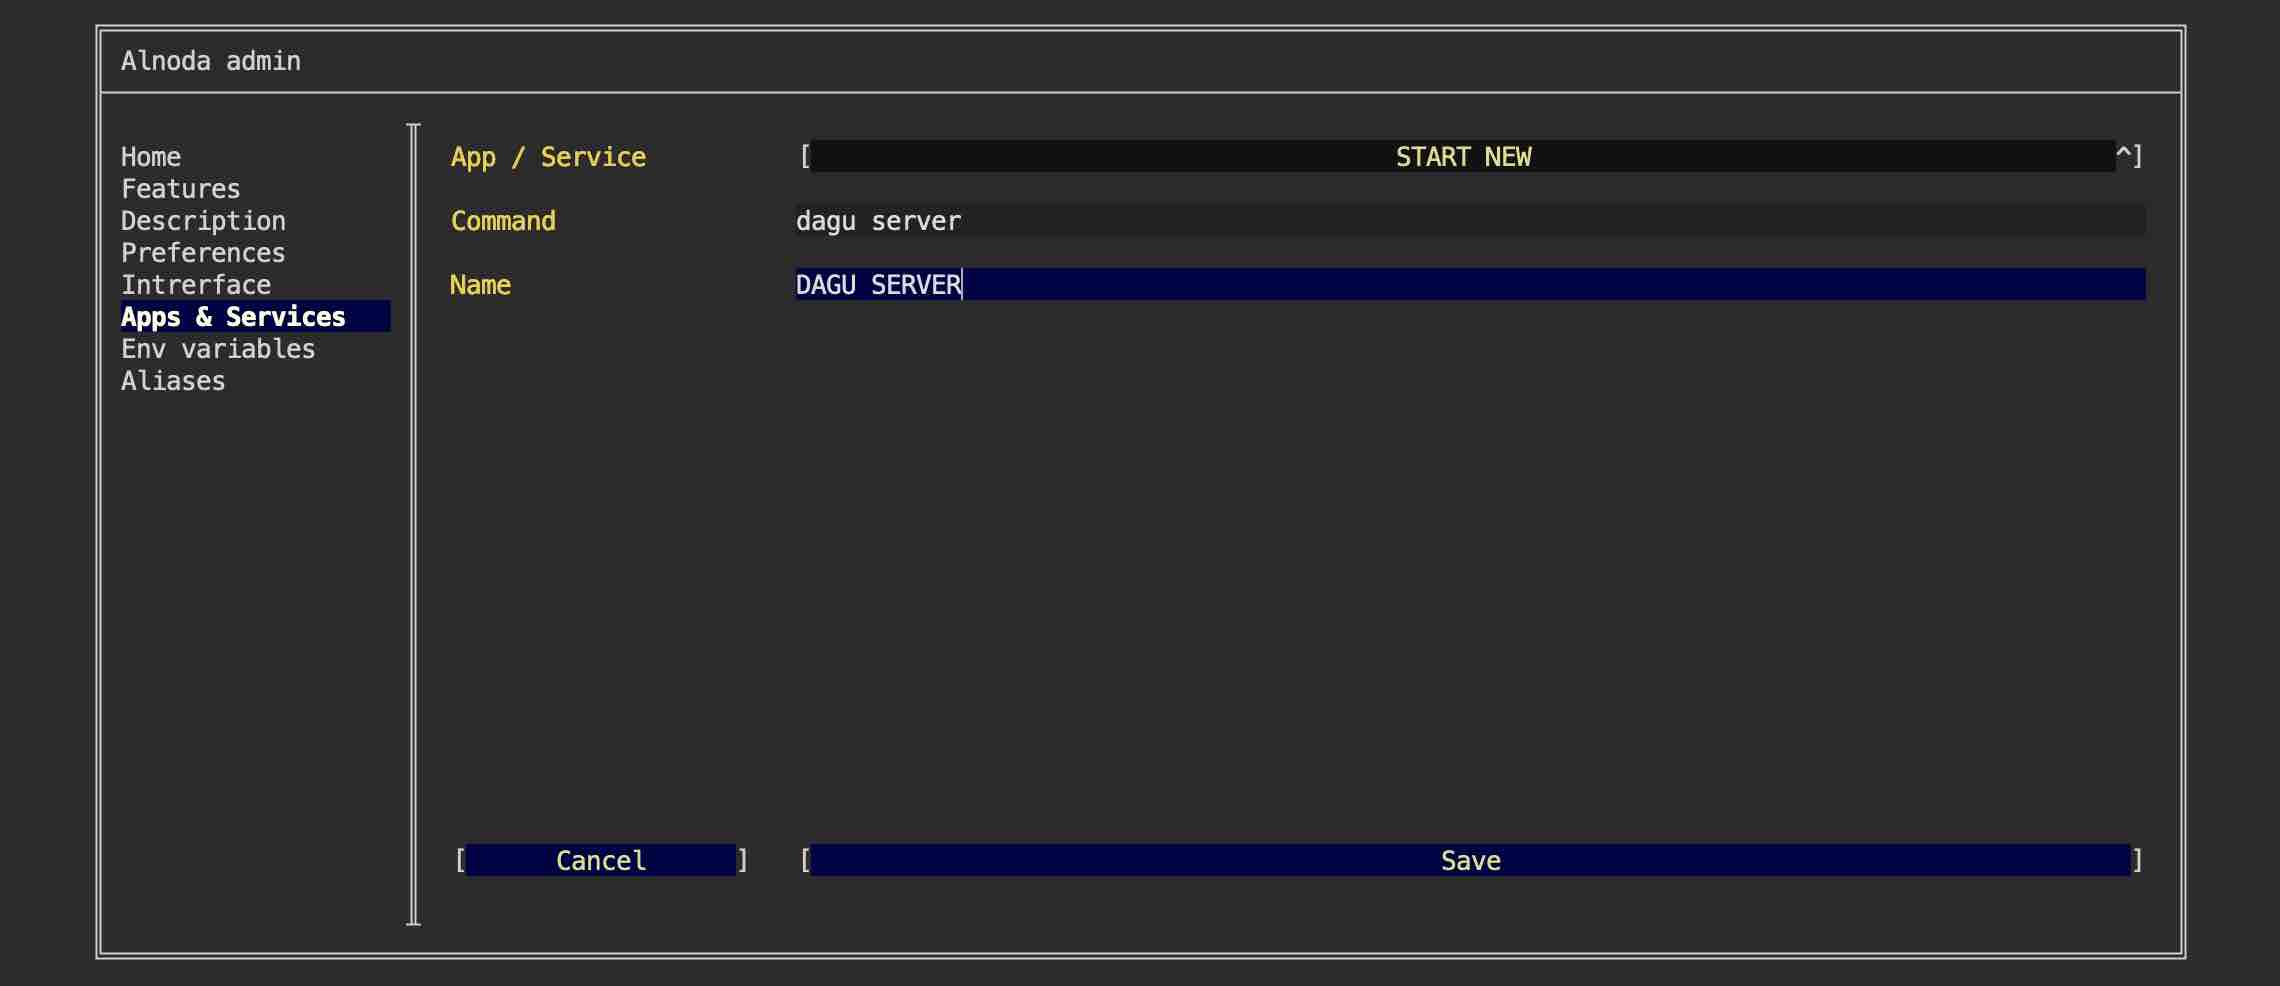 Alnoda admin
Home
Features
Description
Preferences
Intrerface
Apps & Services
Env variables
Aliases
App / Service [ START NEW ^]
Command dagu server
Name DAGU SERVER
[ Cancel ] [ Save ]